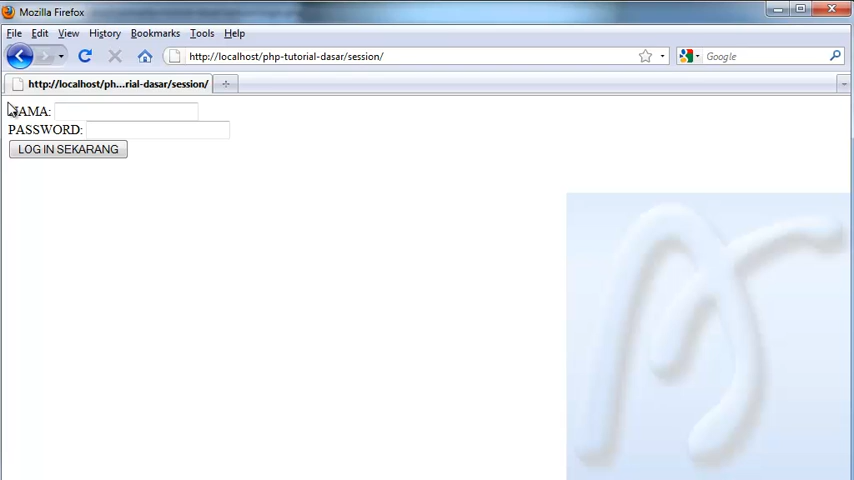 Mozilla Firefox
File Edit View History Bookmarks Tools Help
http://localhost/php-tutorial-dasar/session/ Google
http://localhost/ph...rial-dasar/session/
NAMA:
PASSWORD:
LOG IN SEKARANG